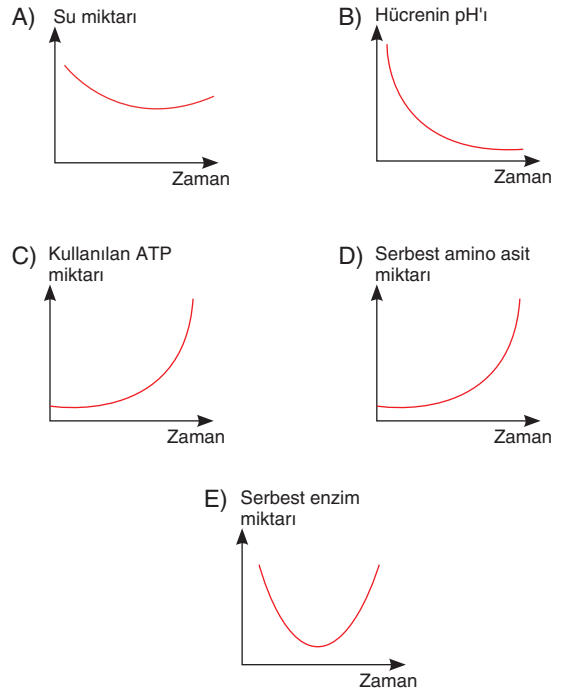 A) Su miktarı
Zaman
B) Hücrenin pH'ı
Zaman
C) Kullanılan ATP
miktarı
Zaman
D) Serbest amino asit
miktarı
Zaman
E) Serbest enzim
miktarı
Zaman